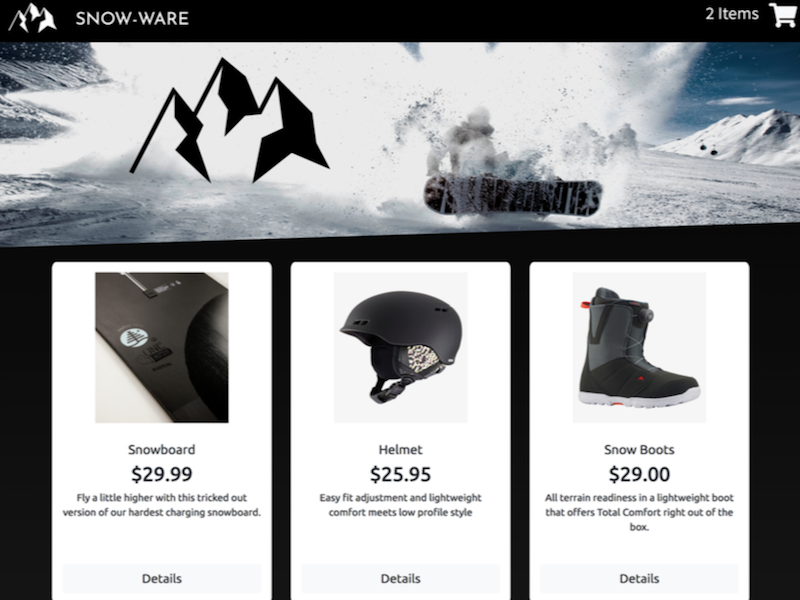 SNOW-WARE
2 Items
Snowboard
$29.99
Fly a little higher with this tricked out
version of our hardest charging snowboard.
Details
Helmet
$25.95
Easy fit adjustment and lightweight
comfort meets low profile style
Details
Snow Boots
$29.00
All terrain readiness in a lightweight boot
that offers Total Comfort right out of the
box.
Details